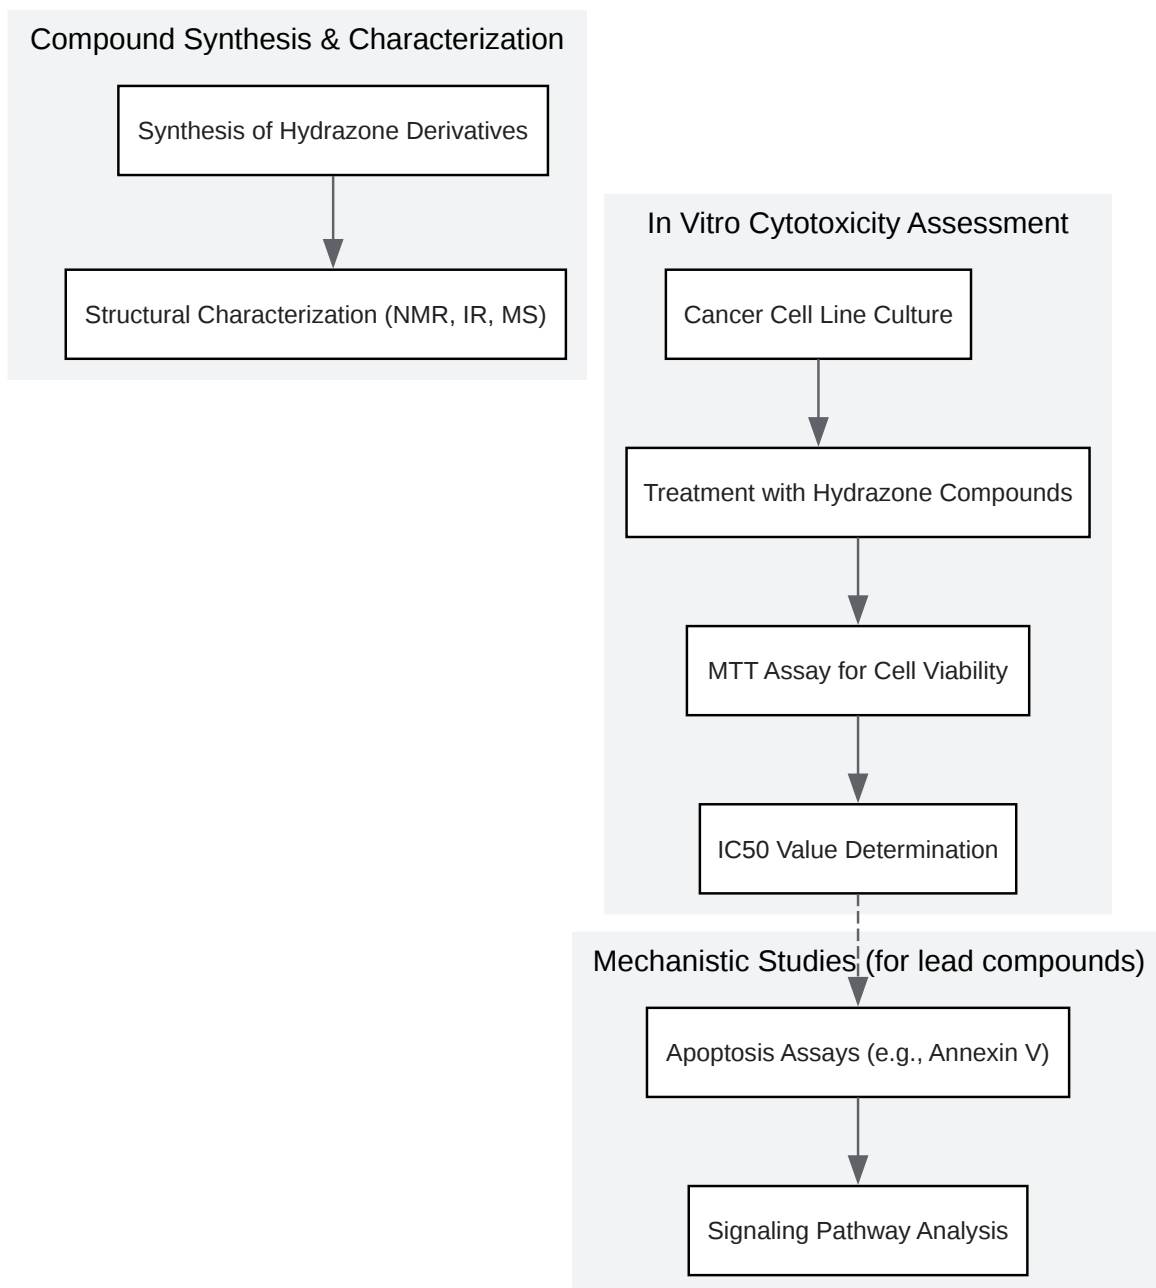 Compound Synthesis & Characterization
Synthesis of Hydrazone Derivatives
Structural Characterization (NMR, IR, MS)
In Vitro Cytotoxicity Assessment
Cancer Cell Line Culture
Treatment with Hydrazone Compounds
MTT Assay for Cell Viability
IC50 Value Determination
Mechanistic Studies (for lead compounds)
Apoptosis Assays (e.g., Annexin V)
Signaling Pathway Analysis